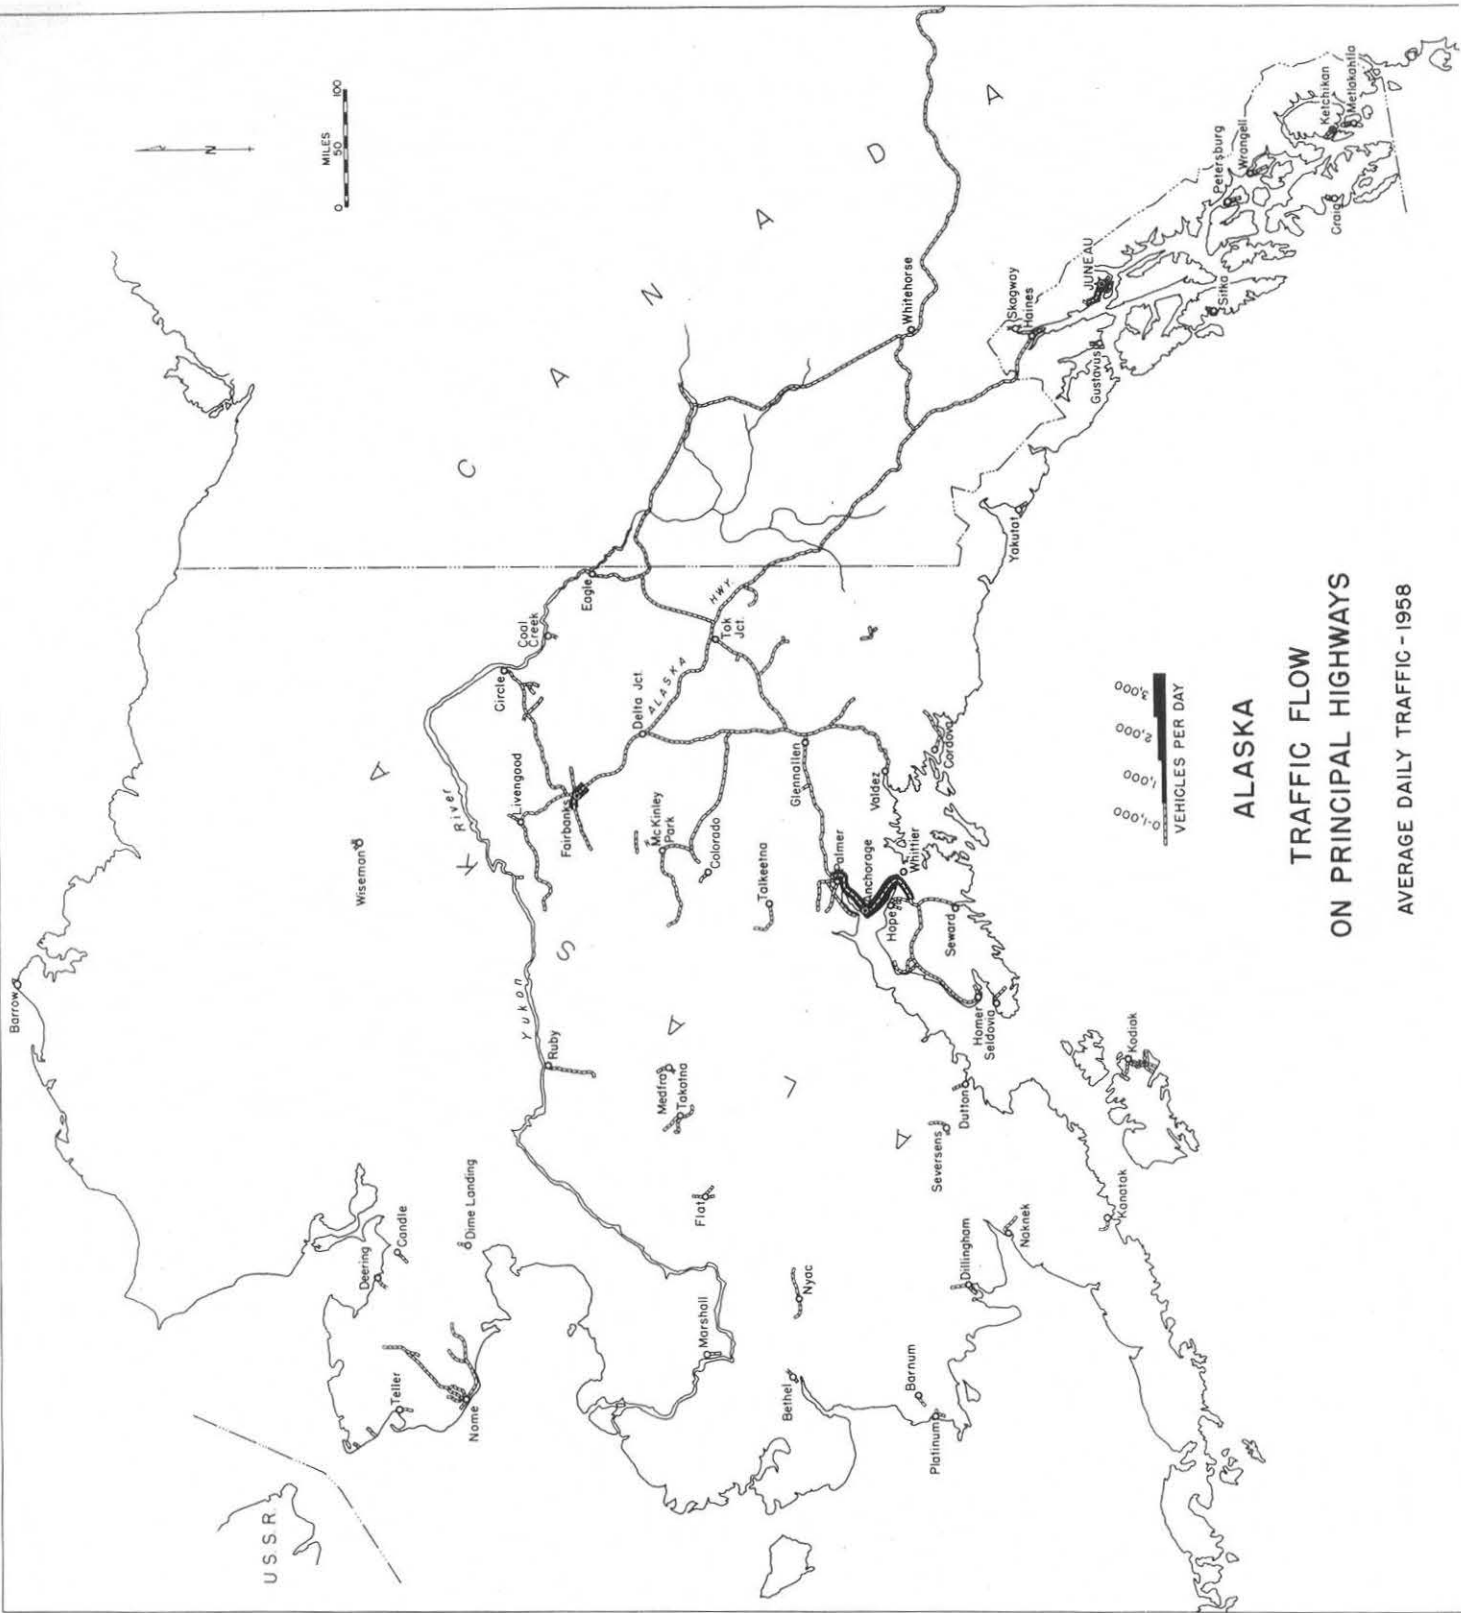 ALASKA
TRAFFIC FLOW
ON PRINCIPAL HIGHWAYS
AVERAGE DAILY TRAFFIC - 1958
0-1,000 1,000 2,000 3,000
VEHICLES PER DAY
N
MILES
0 50 100
U.S.S.R.
C A N A D A
A L A S K A
Barrow
Wiseman
Yukon River
Circle
Coal Creek
Eagle
Livengood
Fairbanks
Delta Jct.
ALASKA HWY.
Tok Jct.
McKinley Park
Colorado
Talkeetna
Glennallen
Valdez
Cordova
Palmer
Anchorage
Whittier
Hope
Seward
Homer
Seldovia
Kodiak
Dutton
Seversens
Kanatak
Naknek
Dillingham
Nyac
Bethel
Barnum
Platinum
Marshall
Flat
Medfra
Takotna
Ruby
Dime Landing
Candle
Deering
Teller
Nome
Whitehorse
Skagway
Haines
JUNEAU
Gustavus
Yakutat
Sitka
Petersburg
Wrangell
Craig
Ketchikan
Metlakahtla